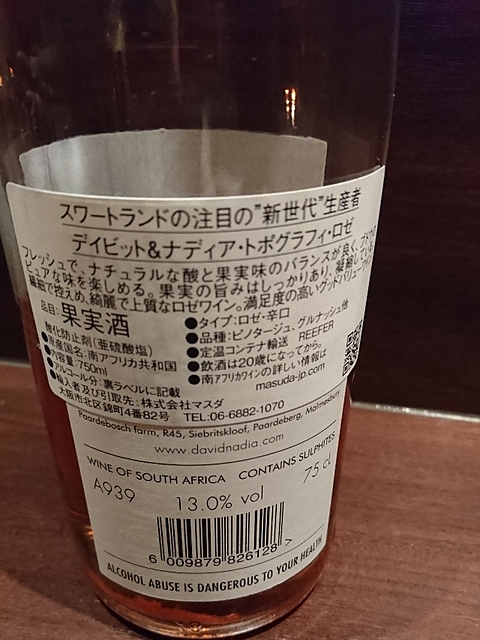 スワートランドの注目の"新世代"生産者
デイビット&ナディア・トポグラフィ・ロゼ
フレッシュで、ナチュラルな酸と果実味のバランスが良く、
ピュアな味を楽しめる。果実の旨みはしっかりあり、凝縮
繊細で控えめ、綺麗で上質なロゼワイン。満足度の高いグッドバリュー
品目:果実酒
酸化防止剤(亜硫酸塩)
●原産国名:南アフリカ共和国
●内容量:750ml
●アルコール分:裏ラベルに記載
●輸入者及び引取先:株式会社マスダ
大阪市北区錦町4番82号 TEL:06-6882-1070
●タイプ:ロゼ・辛口
●品種:ピノタージュ、グルナッシュ他
●定温コンテナ輸送 REEFER
●飲酒は20歳になってから。
●南アフリカワインの詳しい情報は
masuda-jp.com
Paardebosch farm, R45, Siebritskloof, Paardeberg, Malmesbury
www.davidnadia.com
WINE OF SOUTH AFRICA CONTAINS SULPHITES
A939 13.0% vol 75 cL
6 009879 826128 >
ALCOHOL ABUSE IS DANGEROUS TO YOUR HEALTH